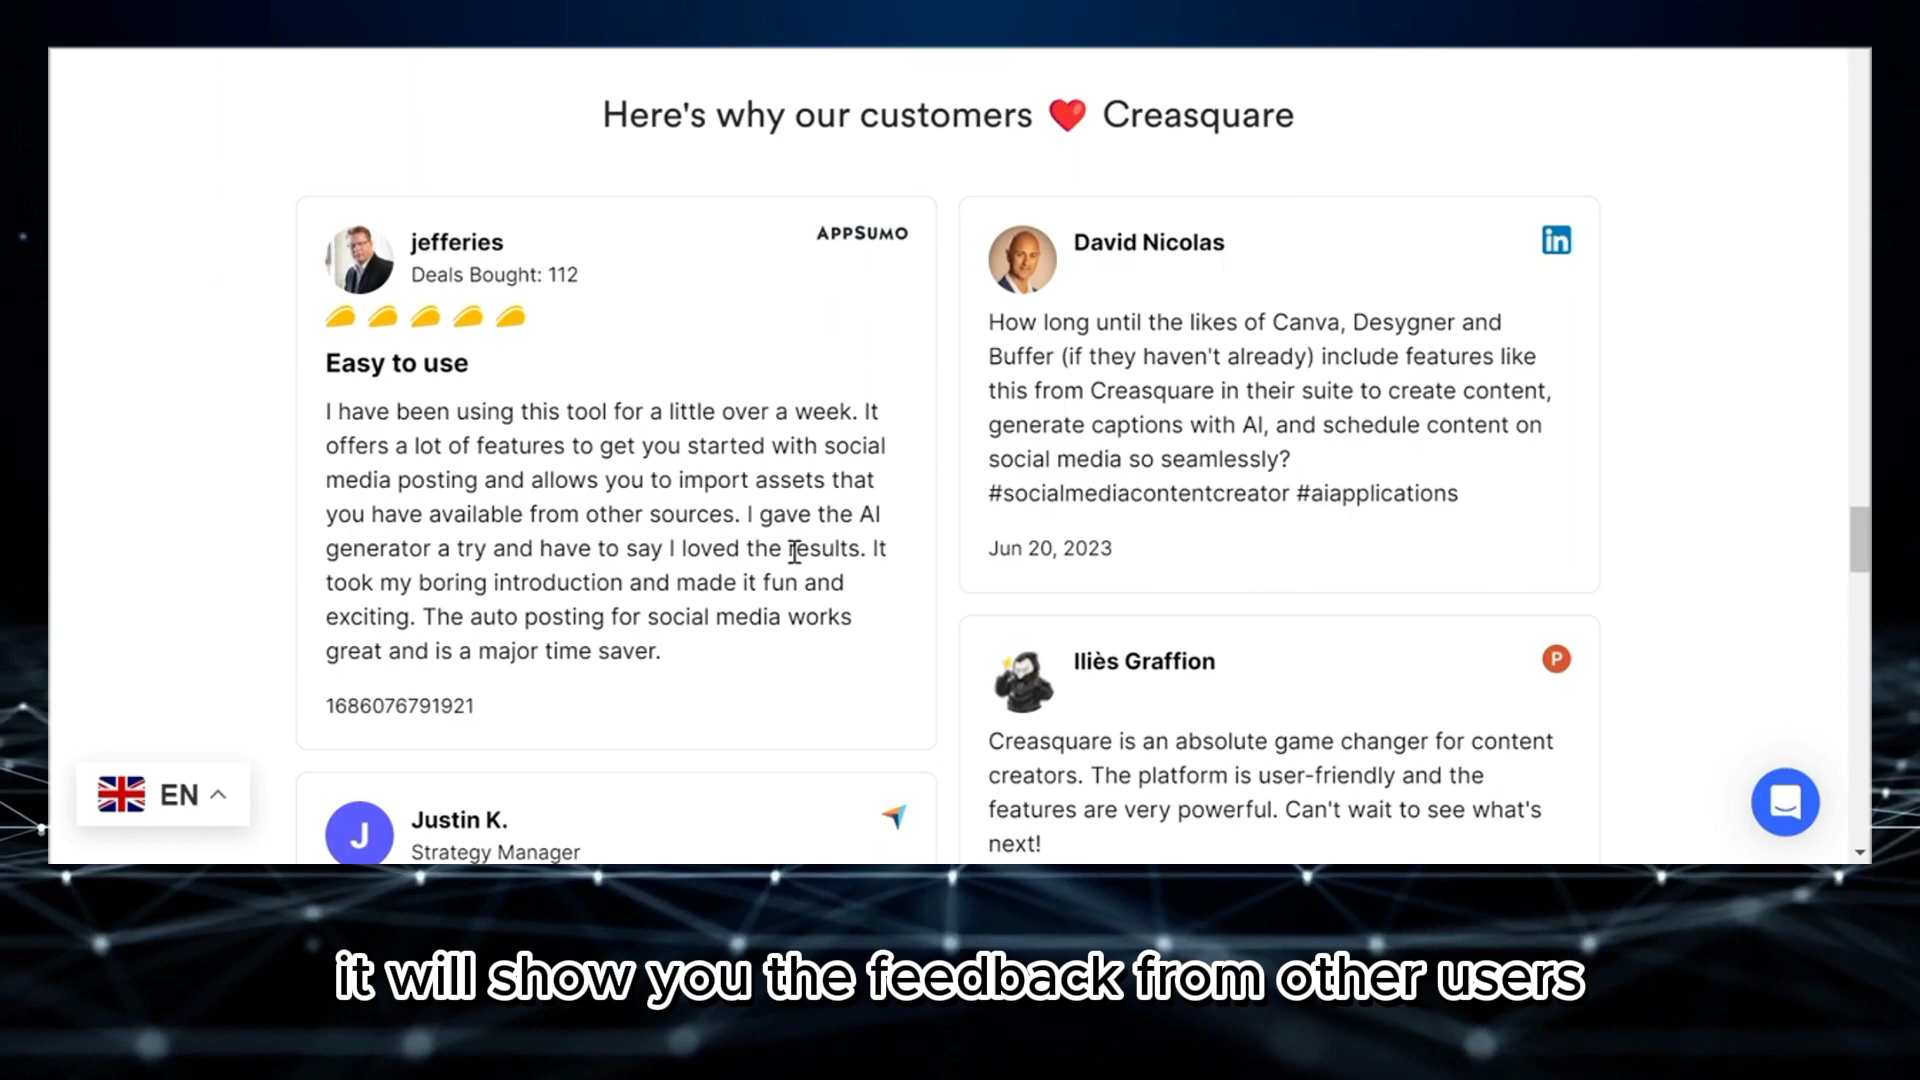 Here's why our customers ❤️ Creasquare
jefferies
Deals Bought: 112
APPSUMO
Easy to use
I have been using this tool for a little over a week. It
offers a lot of features to get you started with social
media posting and allows you to import assets that
you have available from other sources. I gave the AI
generator a try and have to say I loved the results. It
took my boring introduction and made it fun and
exciting. The auto posting for social media works
great and is a major time saver.
1686076791921
J
Justin K.
Strategy Manager
David Nicolas
in
How long until the likes of Canva, Desygner and
Buffer (if they haven't already) include features like
this from Creasquare in their suite to create content,
generate captions with AI, and schedule content on
social media so seamlessly?
#socialmediacontentcreator #aiapplications
Jun 20, 2023
Iliès Graffion
P
Creasquare is an absolute game changer for content
creators. The platform is user-friendly and the
features are very powerful. Can't wait to see what's
next!
EN
it will show you the feedback from other users